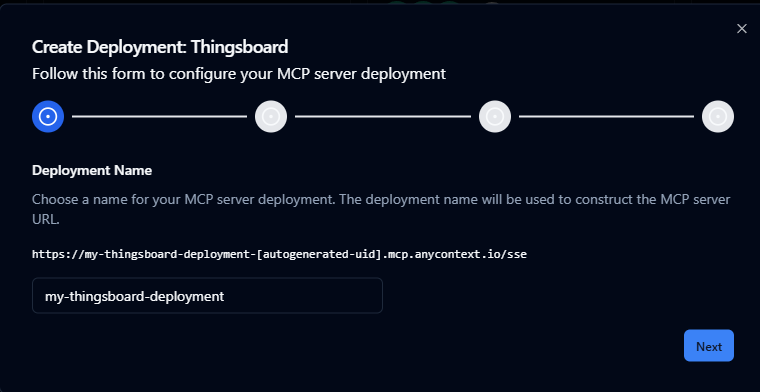 Create Deployment: Thingsboard
Follow this form to configure your MCP server deployment
Deployment Name
Choose a name for your MCP server deployment. The deployment name will be used to construct the MCP server
URL.
https://my-thingsboard-deployment-[autogenerated-uid].mcp.anycontext.io/sse
my-thingsboard-deployment
Next